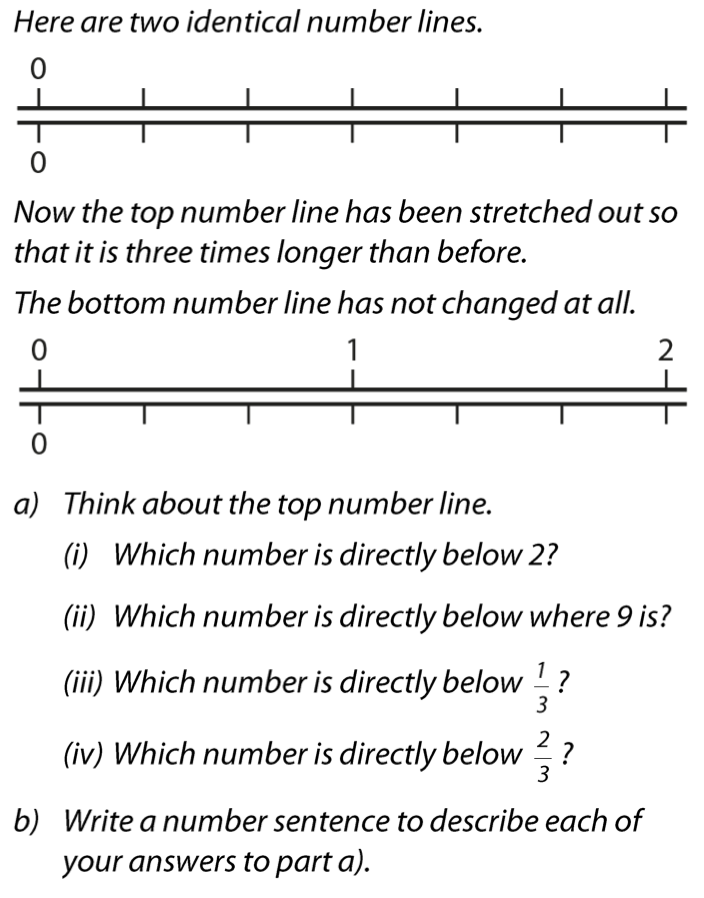 Here are two identical number lines.
0
0
Now the top number line has been stretched out so
that it is three times longer than before.
The bottom number line has not changed at all.
0 1 2
0
a) Think about the top number line.
(i) Which number is directly below 2?
(ii) Which number is directly below where 9 is?
(iii) Which number is directly below 1/3 ?
(iv) Which number is directly below 2/3 ?
b) Write a number sentence to describe each of
your answers to part a).